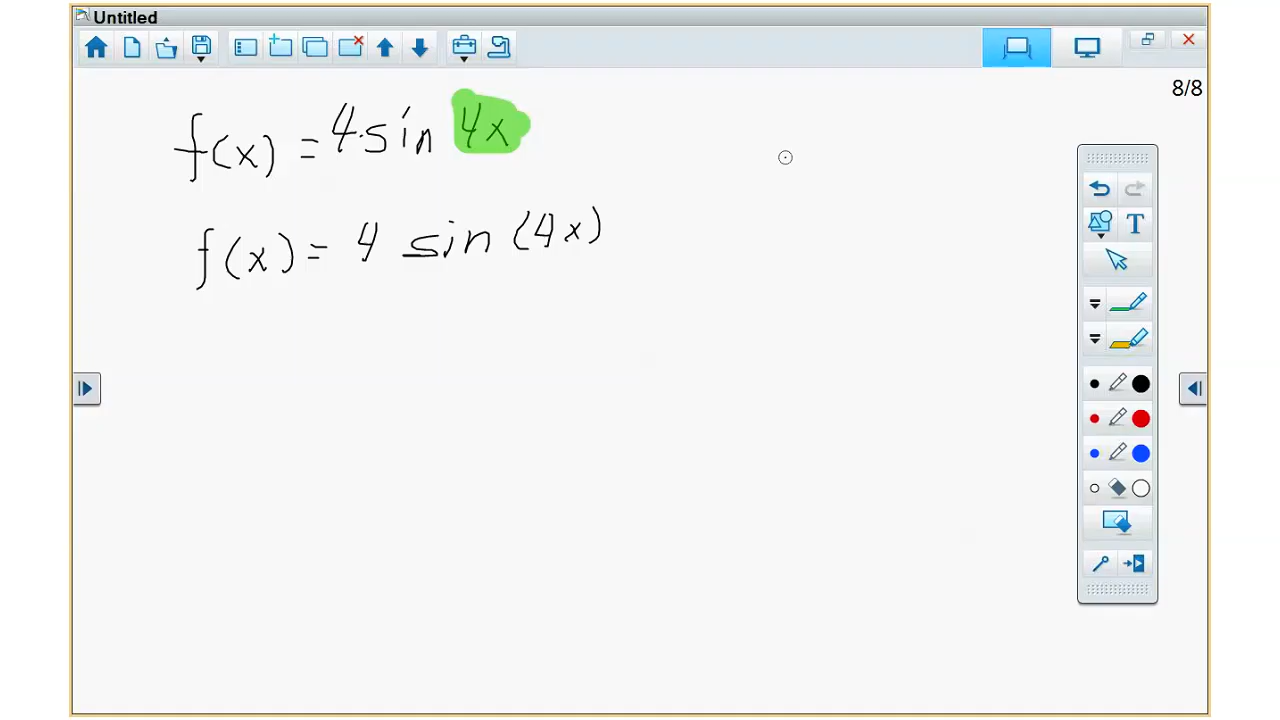 Untitled
8/8
f(x) = 4·sin 4x
f(x) = 4 sin (4x)
T